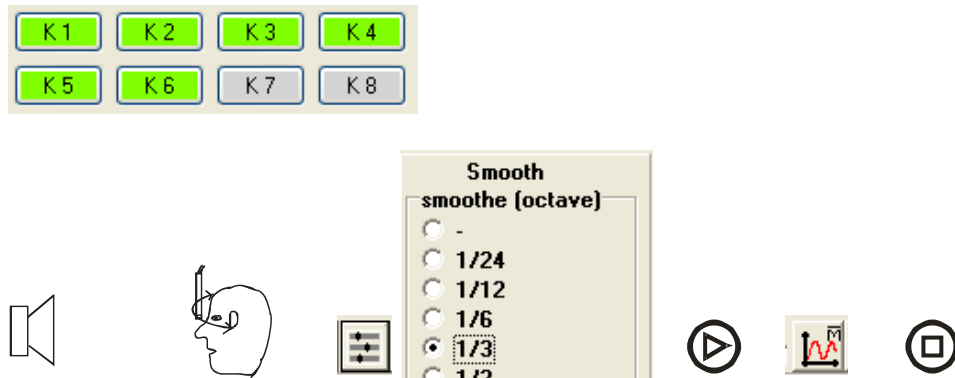 K1 K2 K3 K4
K5 K6 K7 K8
Smooth
smoothe (octave)
-
1/24
1/12
1/6
1/3
M